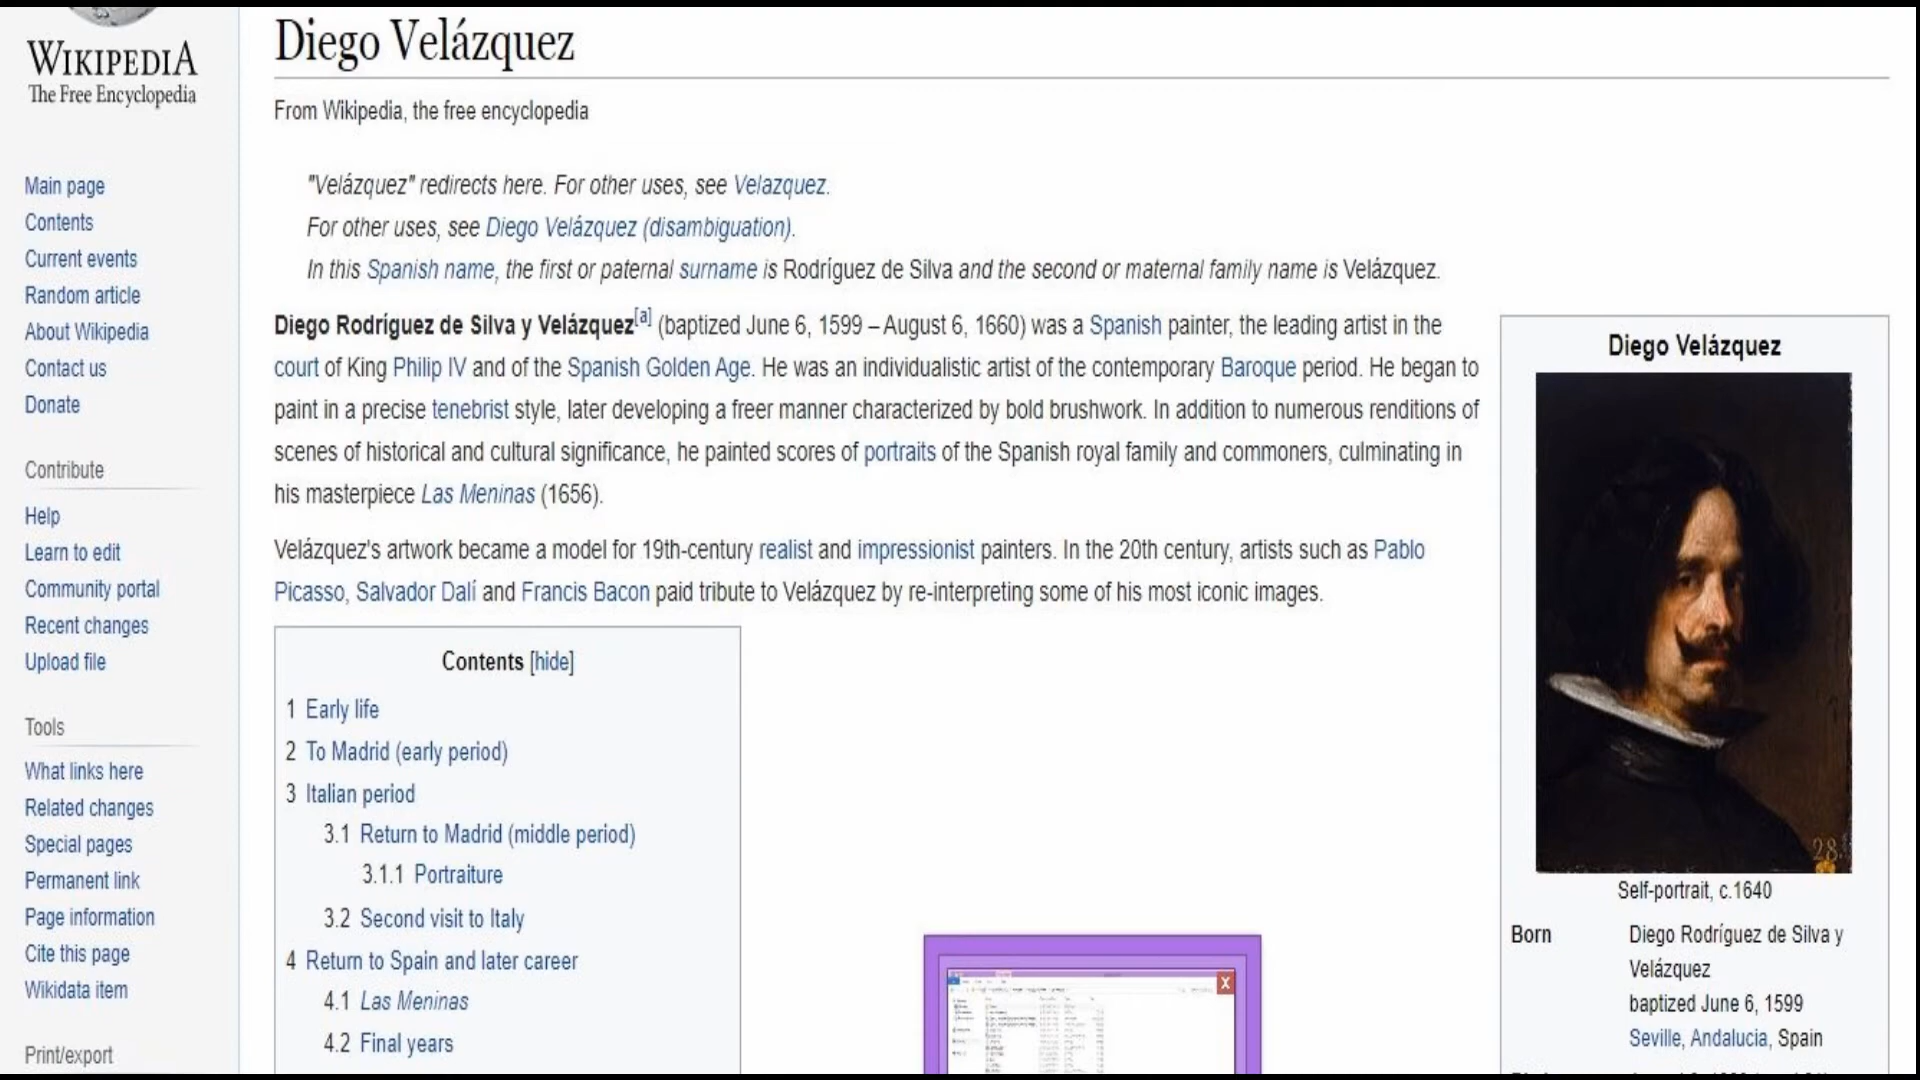 WIKIPEDIA
The Free Encyclopedia
Main page
Contents
Current events
Random article
About Wikipedia
Contact us
Donate
Contribute
Help
Learn to edit
Community portal
Recent changes
Upload file
Tools
What links here
Related changes
Special pages
Permanent link
Page information
Cite this page
Wikidata item
Print/export
Diego Velázquez
From Wikipedia, the free encyclopedia
"Velázquez" redirects here. For other uses, see Velazquez.
For other uses, see Diego Velázquez (disambiguation).
In this Spanish name, the first or paternal surname is Rodríguez de Silva and the second or maternal family name is Velázquez.
Diego Rodríguez de Silva y Velázquez[a] (baptized June 6, 1599 – August 6, 1660) was a Spanish painter, the leading artist in the
court of King Philip IV and of the Spanish Golden Age. He was an individualistic artist of the contemporary Baroque period. He began to
paint in a precise tenebrist style, later developing a freer manner characterized by bold brushwork. In addition to numerous renditions of
scenes of historical and cultural significance, he painted scores of portraits of the Spanish royal family and commoners, culminating in
his masterpiece Las Meninas (1656).
Velázquez's artwork became a model for 19th-century realist and impressionist painters. In the 20th century, artists such as Pablo
Picasso, Salvador Dalí and Francis Bacon paid tribute to Velázquez by re-interpreting some of his most iconic images.
Contents [hide]
1 Early life
2 To Madrid (early period)
3 Italian period
3.1 Return to Madrid (middle period)
3.1.1 Portraiture
3.2 Second visit to Italy
4 Return to Spain and later career
4.1 Las Meninas
4.2 Final years
Diego Velázquez
28.
Self-portrait, c.1640
Born
Diego Rodríguez de Silva y
Velázquez
baptized June 6, 1599
Seville, Andalucia, Spain
X